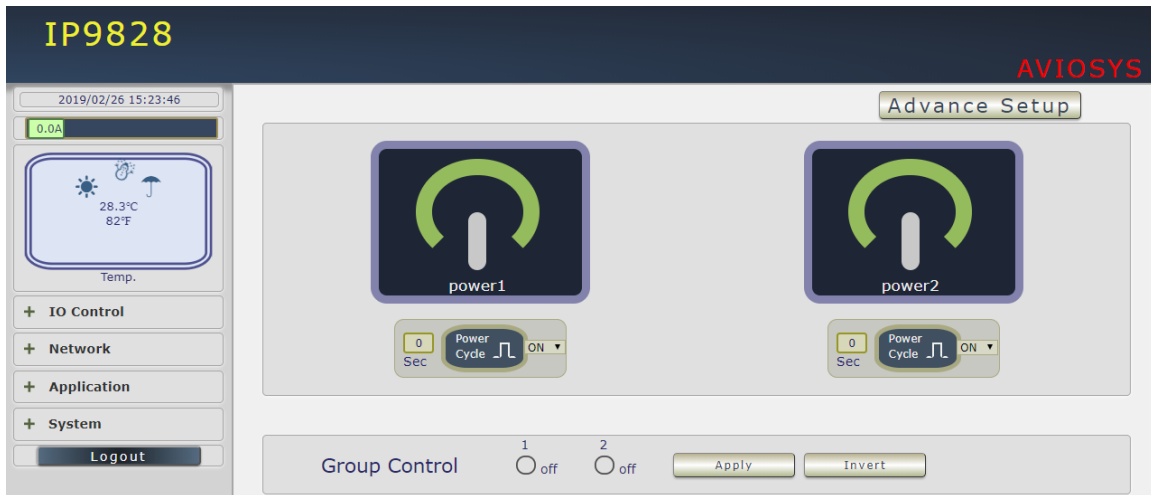 IP9828
AVIOSYS
2019/02/26 15:23:46
0.0A
28.3℃
82℉
Temp.
+ IO Control
+ Network
+ Application
+ System
Logout
Advance Setup
power1
power2
0
Sec
Power
Cycle
ON ▼
0
Sec
Power
Cycle
ON ▼
Group Control
1
off
2
off
Apply
Invert